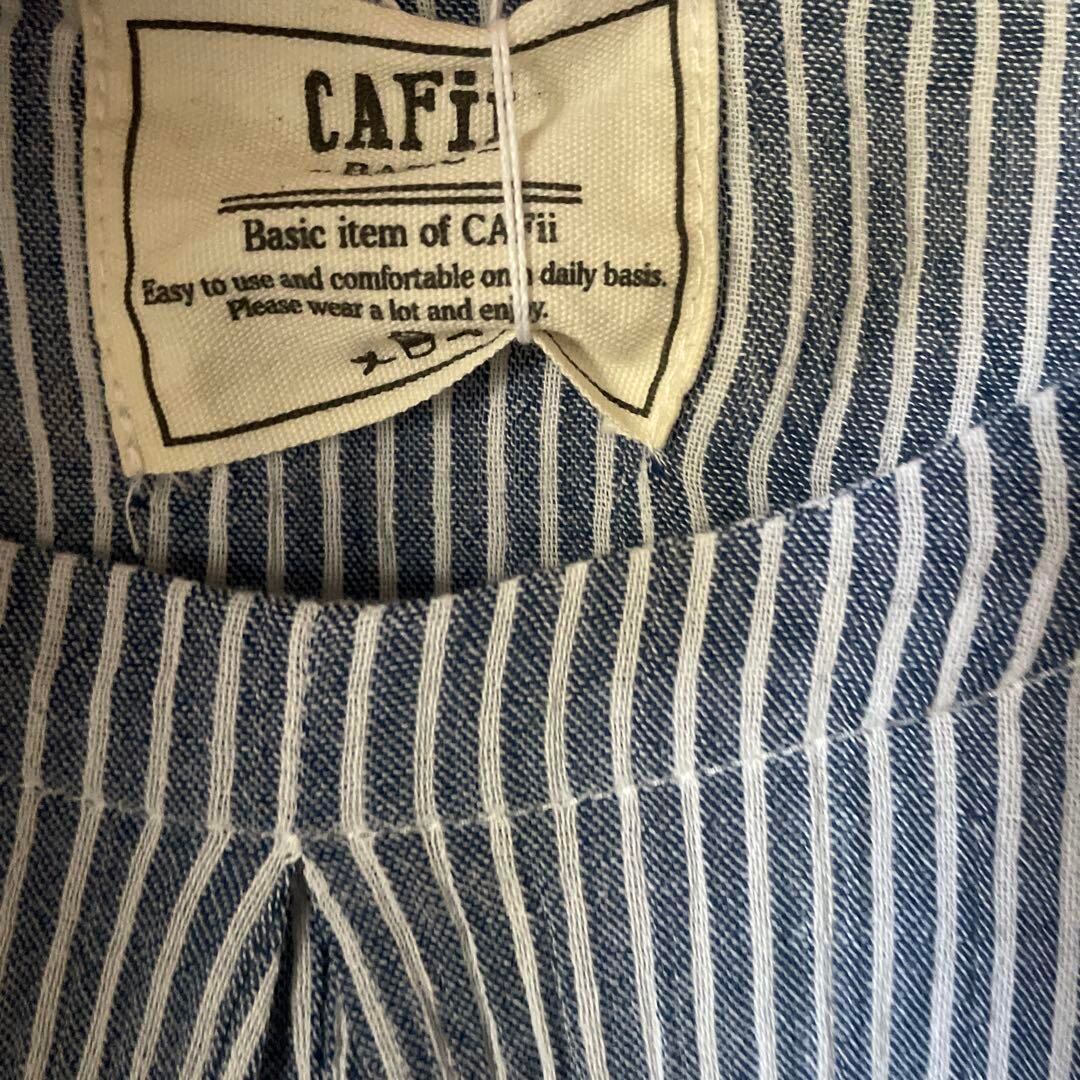 CAFii
Basic item of CAFii
Easy to use and comfortable on a daily basis.
Please wear a lot and enjoy.